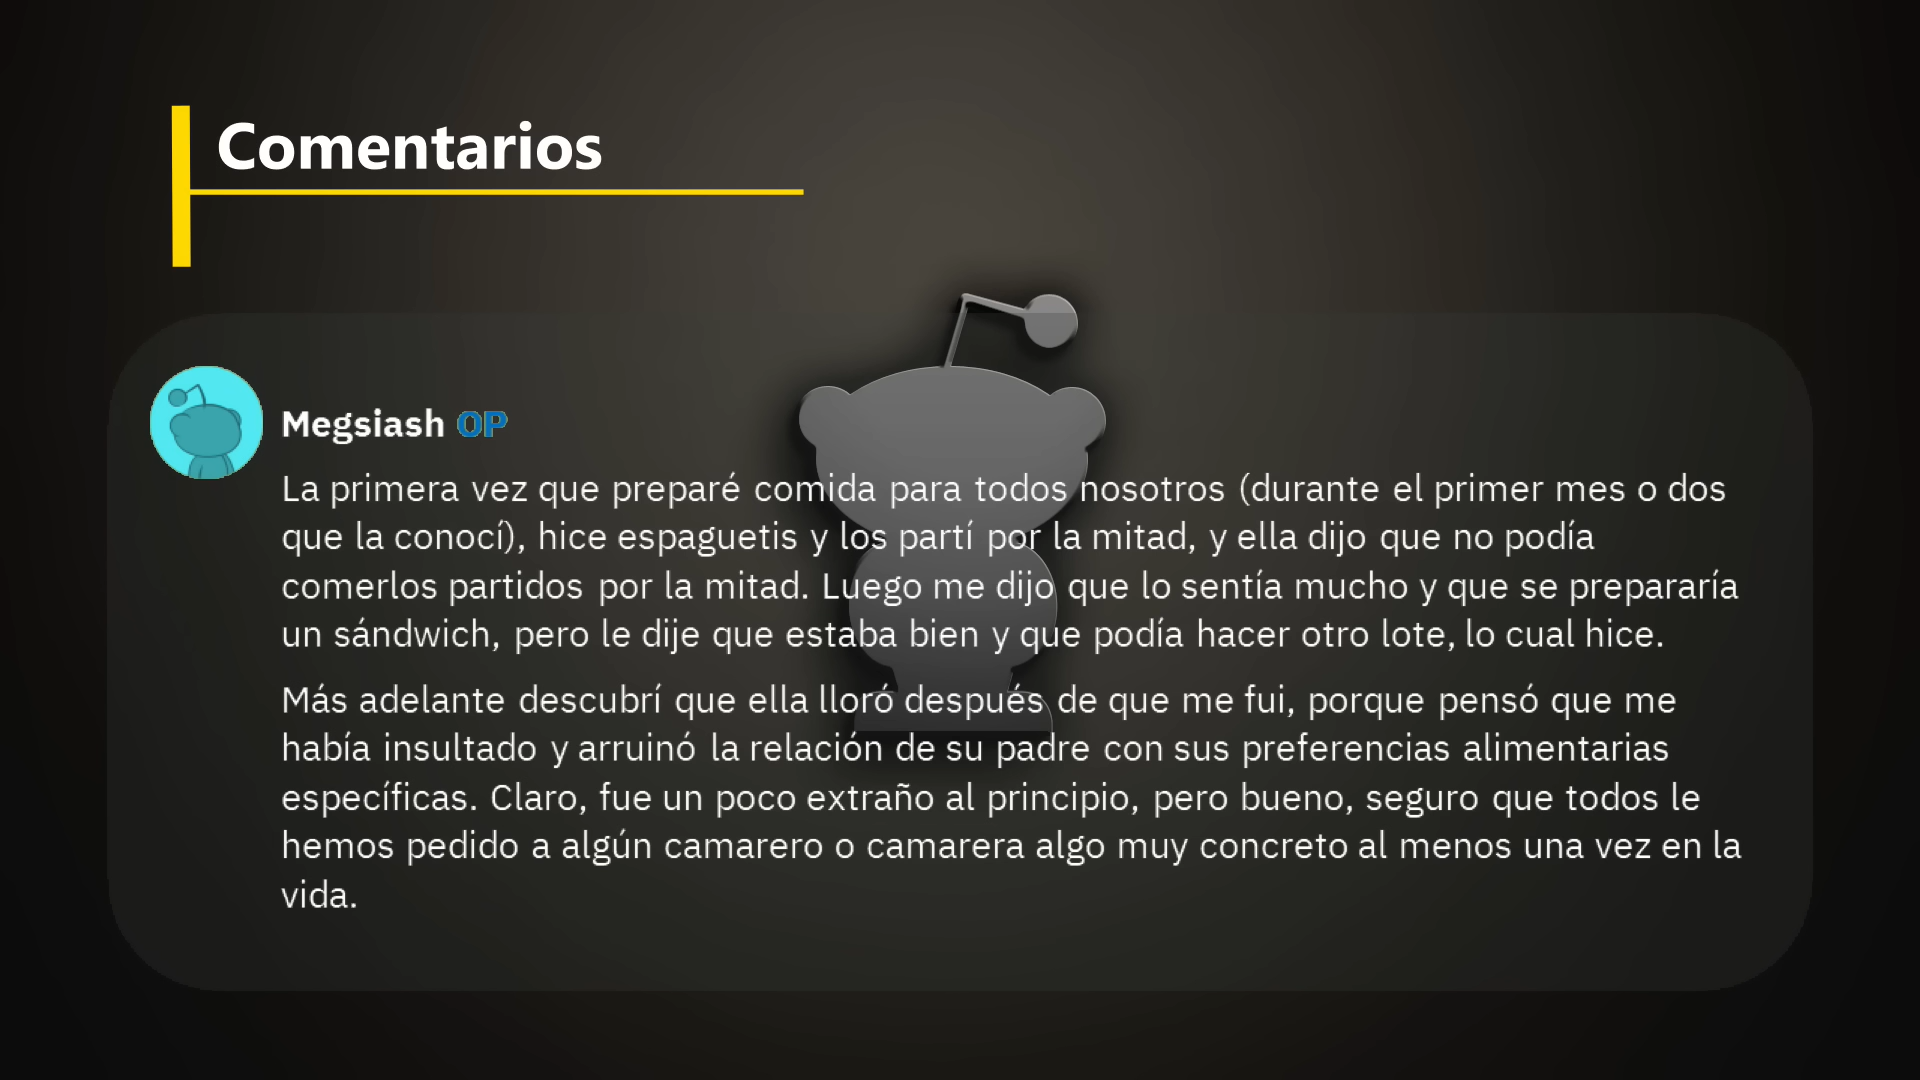 Comentarios
Megsiash OP
La primera vez que preparé comida para todos nosotros (durante el primer mes o dos
que la conocí), hice espaguetis y los partí por la mitad, y ella dijo que no podía
comerlos partidos por la mitad. Luego me dijo que lo sentía mucho y que se prepararía
un sándwich, pero le dije que estaba bien y que podía hacer otro lote, lo cual hice.
Más adelante descubrí que ella lloró después de que me fui, porque pensó que me
había insultado y arruinó la relación de su padre con sus preferencias alimentarias
específicas. Claro, fue un poco extraño al principio, pero bueno, seguro que todos le
hemos pedido a algún camarero o camarera algo muy concreto al menos una vez en la
vida.